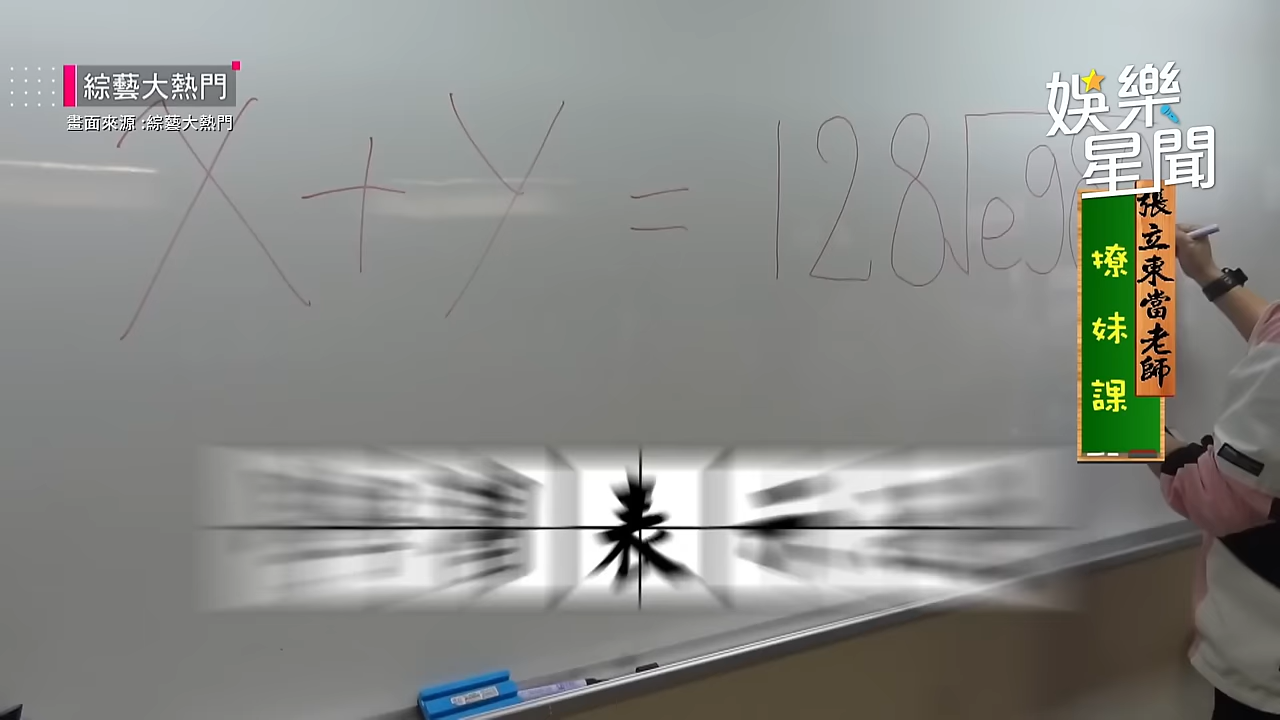 綜藝大熱門
畫面來源 :綜藝大熱門
娛樂
星聞
X + y = 128√e98
張立東當老師
撩妹課